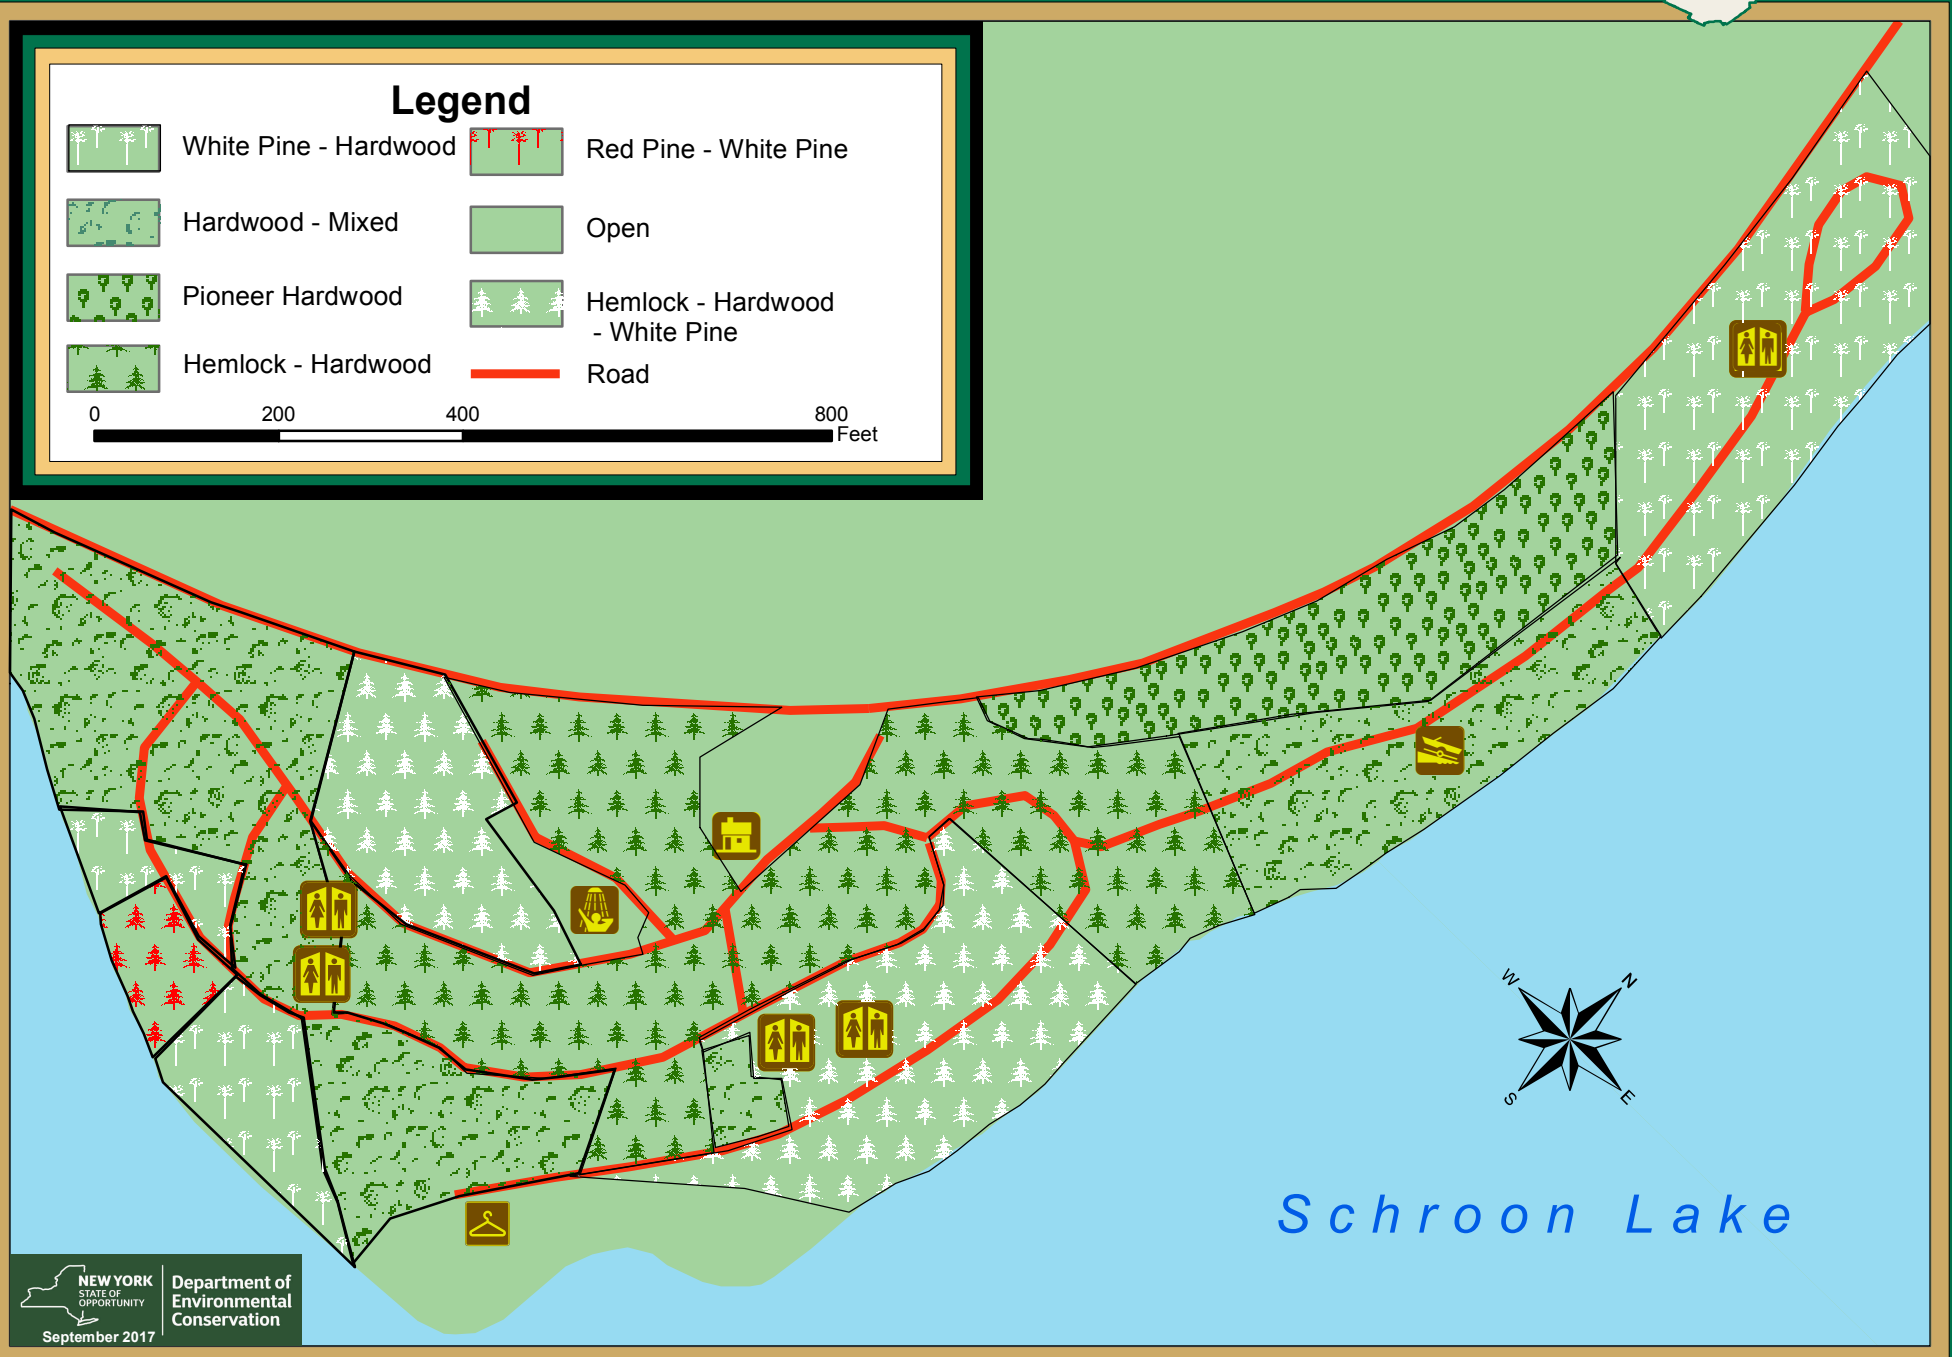 Legend
White Pine - Hardwood
Red Pine - White Pine
Hardwood - Mixed
Open
Pioneer Hardwood
Hemlock - Hardwood
- White Pine
Hemlock - Hardwood
Road
0 200 400 800
Feet
W N
S E
Schroon Lake
NEW YORK
STATE OF
OPPORTUNITY
Department of
Environmental
Conservation
September 2017